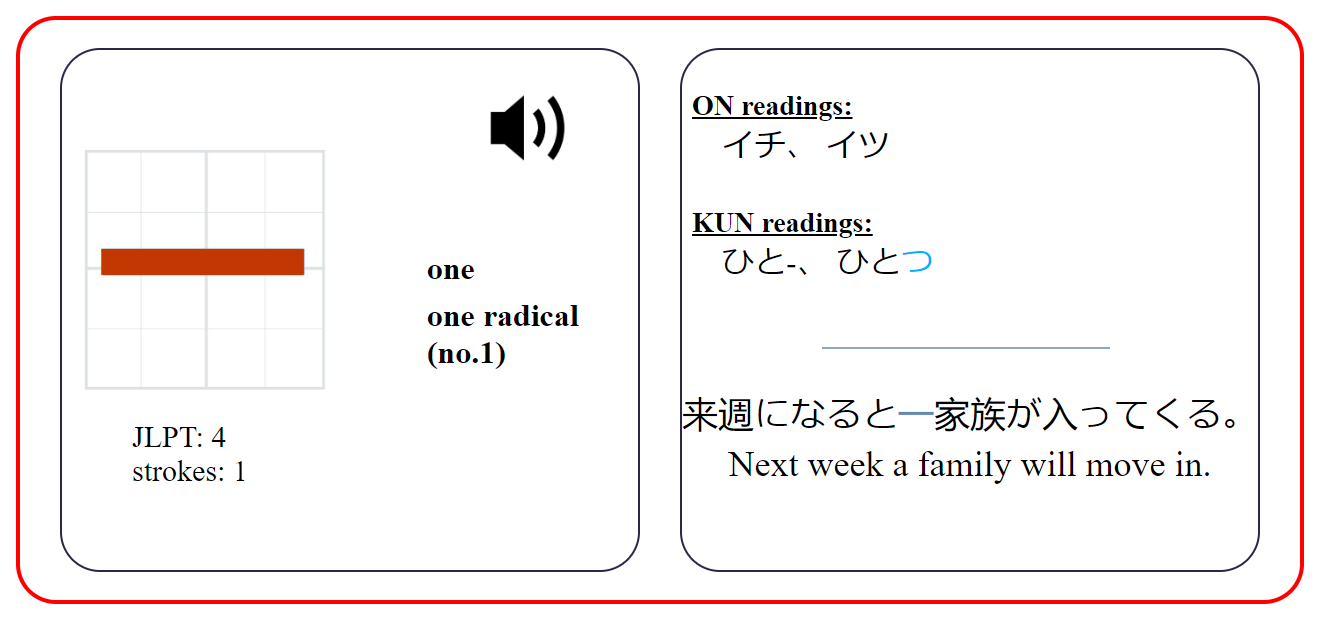 one
one radical
(no.1)
JLPT: 4
strokes: 1
ON readings:
イチ、 イツ
KUN readings:
ひと-、 ひとつ
来週になると一家族が入ってくる。
Next week a family will move in.